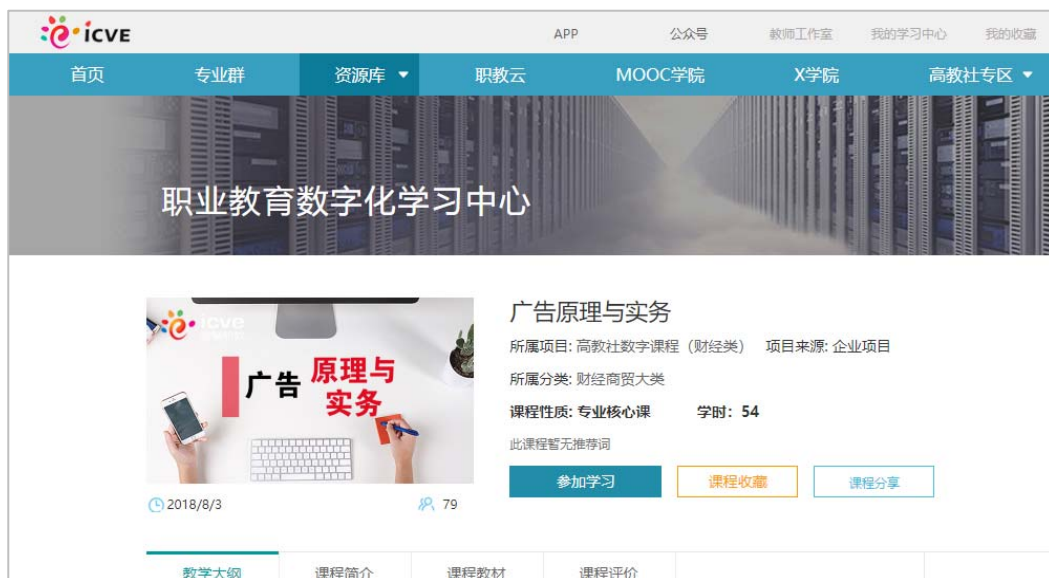 icve
APP 公众号 教师工作室 我的学习中心 我的收藏
首页 专业群 资源库 职教云 MOOC学院 X学院 高教社专区
职业教育数字化学习中心
icve
广告 原理与
实务
2018/8/3 79
广告原理与实务
所属项目: 高教社数字课程（财经类） 项目来源: 企业项目
所属分类: 财经商贸大类
课程性质: 专业核心课 学时: 54
此课程暂无推荐词
参加学习 课程收藏 课程分享
教学大纲 课程简介 课程教材 课程评价